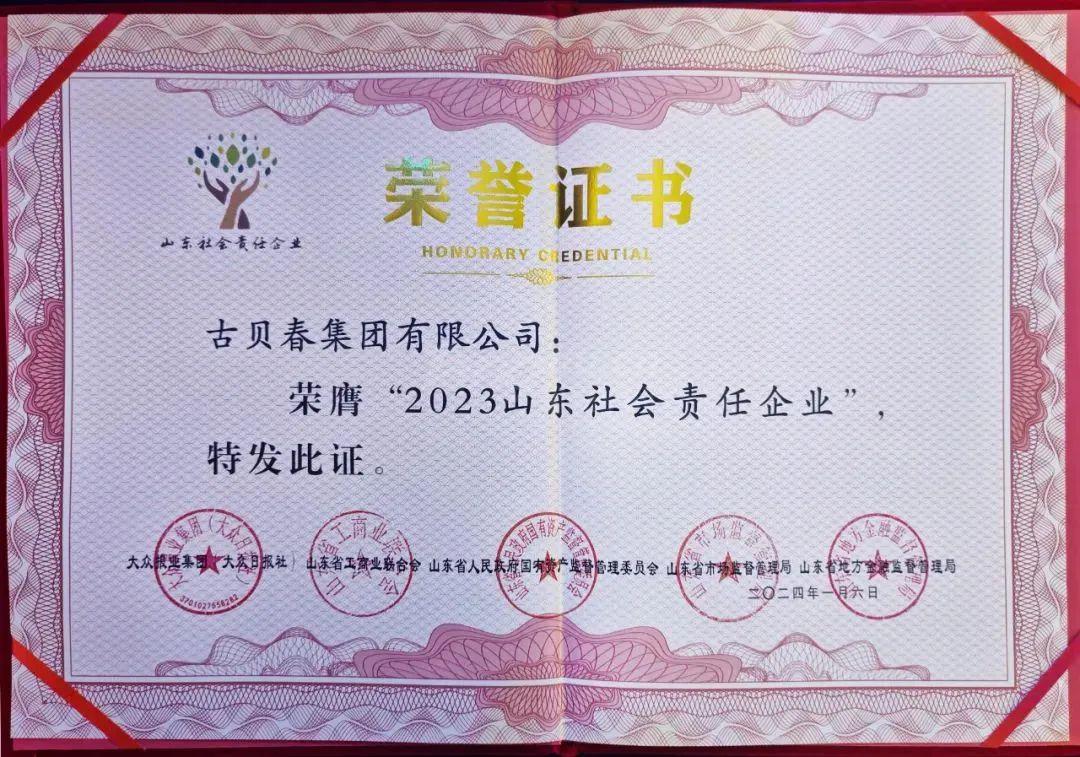 山东社会责任企业
荣誉证书
HONORARY CREDENTIAL
古贝春集团有限公司：
荣膺“2023山东社会责任企业”，
特发此证。
大众报业集团（大众日报社） 山东省工商业联合会 山东省人民政府国有资产监督管理委员会 山东省市场监督管理局 山东省地方金融监督管理局
3701027658282
二〇二四年一月六日